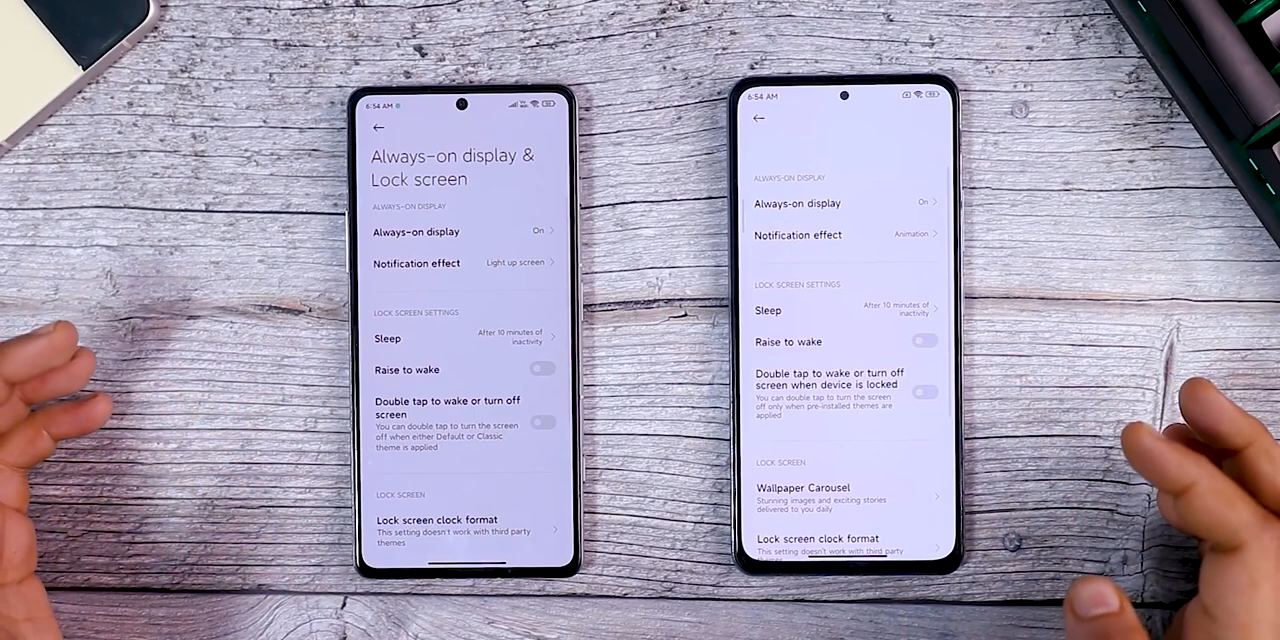 6:54 AM
Always-on display &
Lock screen
ALWAYS-ON DISPLAY
Always-on display
On
Notification effect
Light up screen
LOCK SCREEN SETTINGS
Sleep
After 10 minutes of
inactivity
Raise to wake
Double tap to wake or turn off
screen
You can double tap to turn the screen
off when either Default or Classic
theme is applied
LOCK SCREEN
Lock screen clock format
This setting doesn't work with third party
themes
6:54 AM
ALWAYS-ON DISPLAY
Always-on display
On
Notification effect
Animation
LOCK SCREEN SETTINGS
Sleep
After 10 minutes of
inactivity
Raise to wake
Double tap to wake or turn off
screen when device is locked
You can double tap to turn the screen
off only when pre-installed themes are
applied
LOCK SCREEN
Wallpaper Carousel
Stunning images and exciting stories
delivered to you daily
Lock screen clock format
This setting doesn't work with third party
themes